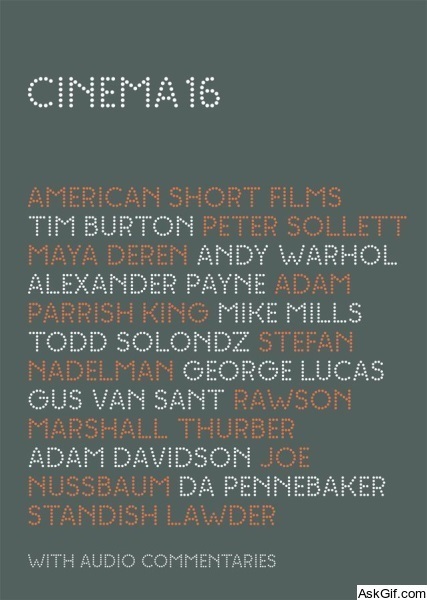 CINEMA16
AMERICAN SHORT FILMS
TIM BURTON PETER SOLLETT
MAYA DEREN ANDY WARHOL
ALEXANDER PAYNE ADAM
PARRISH KING MIKE MILLS
TODD SOLONDZ STEFAN
NADELMAN GEORGE LUCAS
GUS VAN SANT RAWSON
MARSHALL THURBER
ADAM DAVIDSON JOE
NUSSBAUM DA PENNEBAKER
STANDISH LAWDER
WITH AUDIO COMMENTARIES
AskGif.com